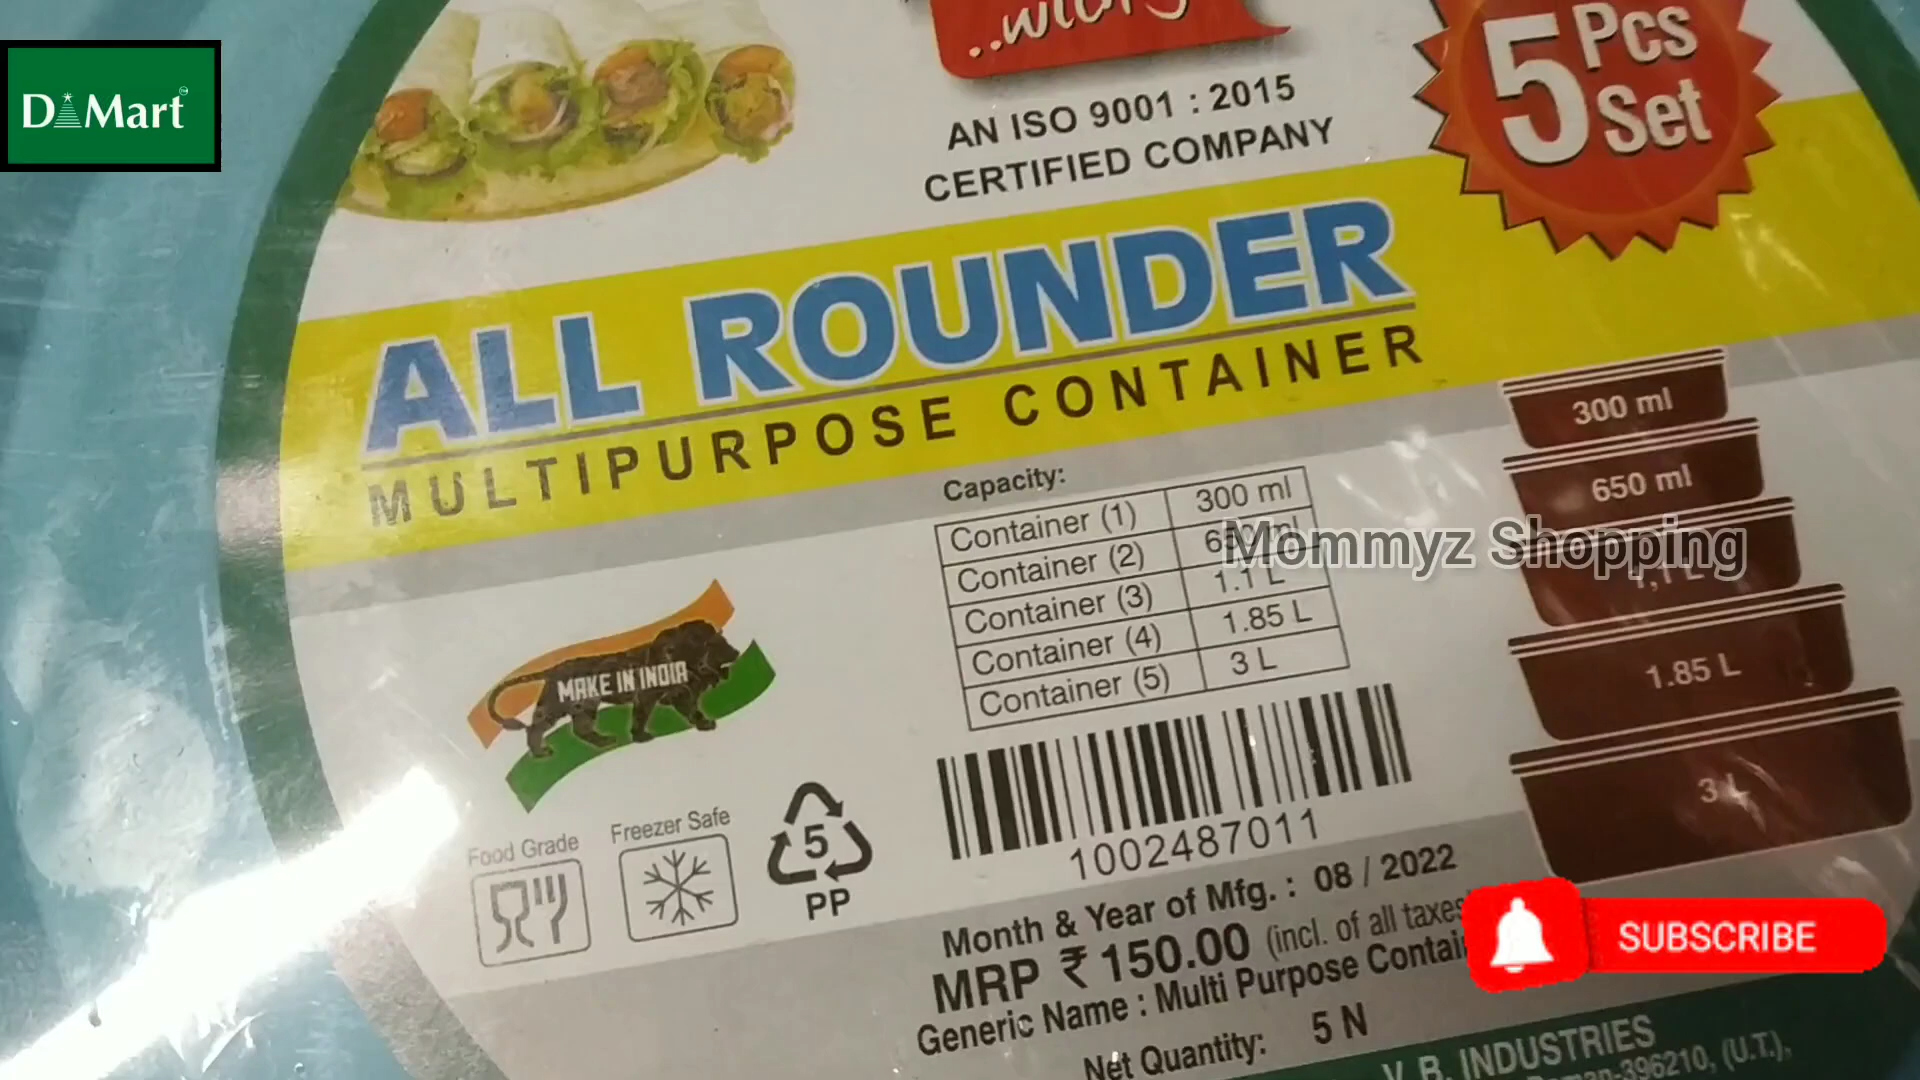 D Mart
AN ISO 9001 : 2015
CERTIFIED COMPANY
5 Pcs
Set
ALL ROUNDER
MULTIPURPOSE CONTAINER
Capacity:
Container (1) 300 ml
Container (2) 650 ml
Container (3) 1.1 L
Container (4) 1.85 L
Container (5) 3 L
300 ml
650 ml
1.1 L
1.85 L
3 L
Mommyz Shopping
MAKE IN INDIA
Food Grade
Freezer Safe
5
PP
1002487011
Month & Year of Mfg. : 08 / 2022
MRP ₹ 150.00 (incl. of all taxes
Generic Name : Multi Purpose
Net Quantity: 5 N
V. B. INDUSTRIES
396210, (U.T.),
SUBSCRIBE